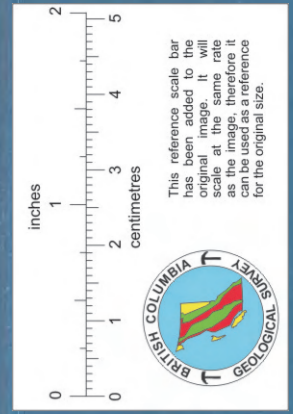 inches
0 1 2
0 1 2 3 4 5
centimetres
BRITISH COLUMBIA
GEOLOGICAL SURVEY
This reference scale bar
has been added to the
original image. It will
scale at the same rate
as the image, therefore it
can be used as a reference
for the original size.